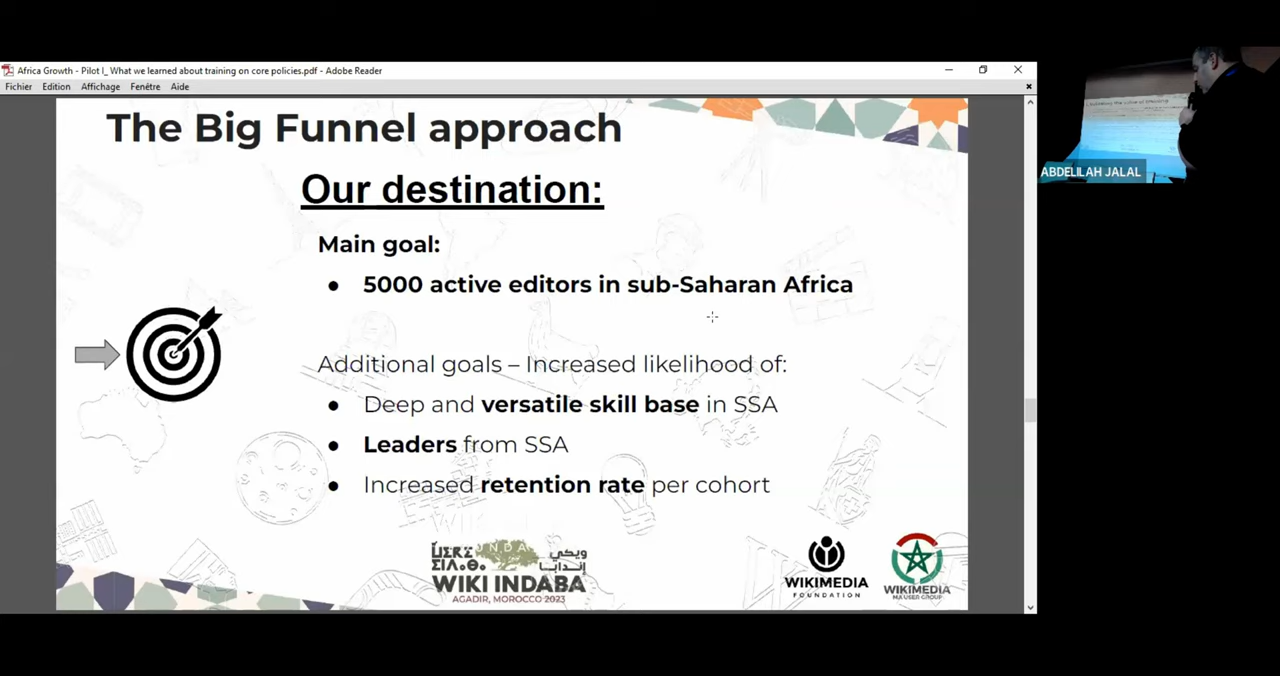 Africa Growth - Pilot I_ What we learned about training on core policies.pdf - Adobe Reader
Fichier Edition Affichage Fenêtre Aide
The Big Funnel approach
Our destination:
Main goal:
● 5000 active editors in sub-Saharan Africa
Additional goals – Increased likelihood of:
● Deep and versatile skill base in SSA
● Leaders from SSA
● Increased retention rate per cohort
ويكي
إندابا
WIKI INDABA
AGADIR, MOROCCO 2023
WIKIMEDIA
FOUNDATION
WIKIMEDIA
MA USER GROUP
ABDELILAH JALAL